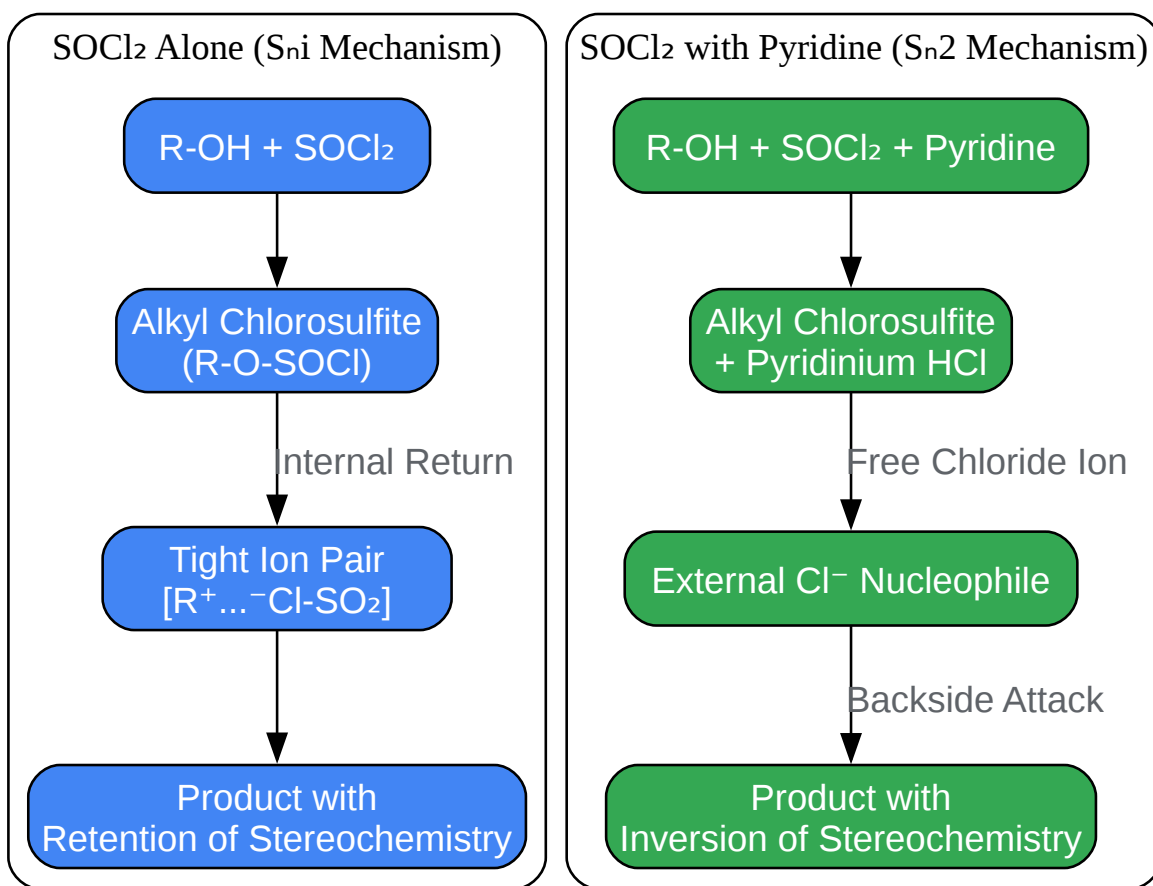 SOCl₂ Alone (Sₙi Mechanism)
R-OH + SOCl₂
Alkyl Chlorosulfite
(R-O-SOCl)
Internal Return
Tight Ion Pair
[R⁺...⁻Cl-SO₂]
Product with
Retention of Stereochemistry
SOCl₂ with Pyridine (Sₙ2 Mechanism)
R-OH + SOCl₂ + Pyridine
Alkyl Chlorosulfite
+ Pyridinium HCl
Free Chloride Ion
External Cl⁻ Nucleophile
Backside Attack
Product with
Inversion of Stereochemistry